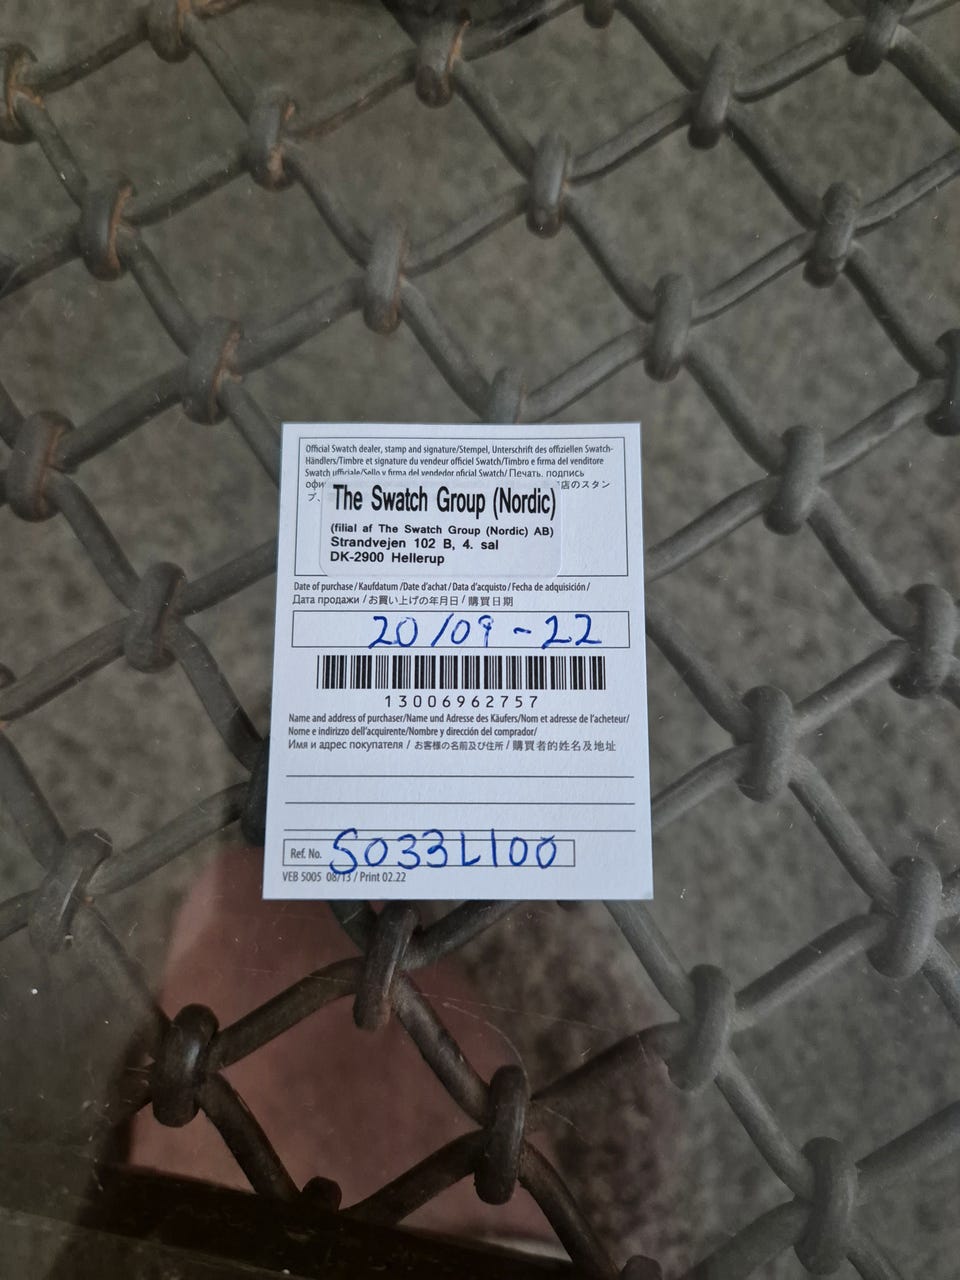 Official Swatch dealer, stamp and signature/Stempel, Unterschrift des offiziellen Swatch-
Händlers/Timbre et signature du vendeur officiel Swatch/Timbro e firma del venditore
Swatch ufficiale/Sello y firma del vendedor oficial Swatch/ Печать, подпись
店のスタン
プ、
The Swatch Group (Nordic)
(filial af The Swatch Group (Nordic) AB)
Strandvejen 102 B, 4. sal
DK-2900 Hellerup
Date of purchase / Kaufdatum /Date d'achat / Data d'acquisto / Fecha de adquisición /
Дата продажи / お買い上げの年月日 / 購買日期
20/09-22
13006962757
Name and address of purchaser/Name und Adresse des Käufers/Nom et adresse de l'acheteur/
Nome e indirizzo dell'acquirente/Nombre y dirección del comprador/
Имя и адрес покупателя / お客様の名前及び住所 / 購買者的姓名及地址
Ref. No. S033L100
VEB 5005 08/13 / Print 02.22